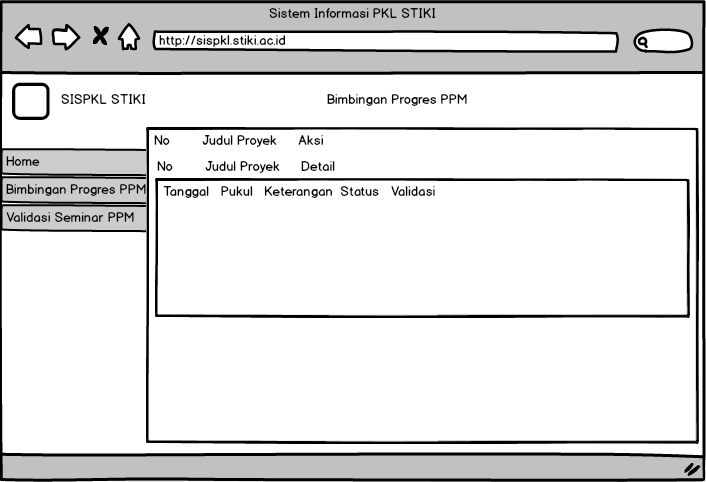 Sistem Informasi PKL STIKI
http://sispkl.stiki.ac.id
SISPKL STIKI
Bimbingan Progres PPM
Home
Bimbingan Progres PPM
Validasi Seminar PPM
No Judul Proyek Aksi
No Judul Proyek Detail
Tanggal Pukul Keterangan Status Validasi